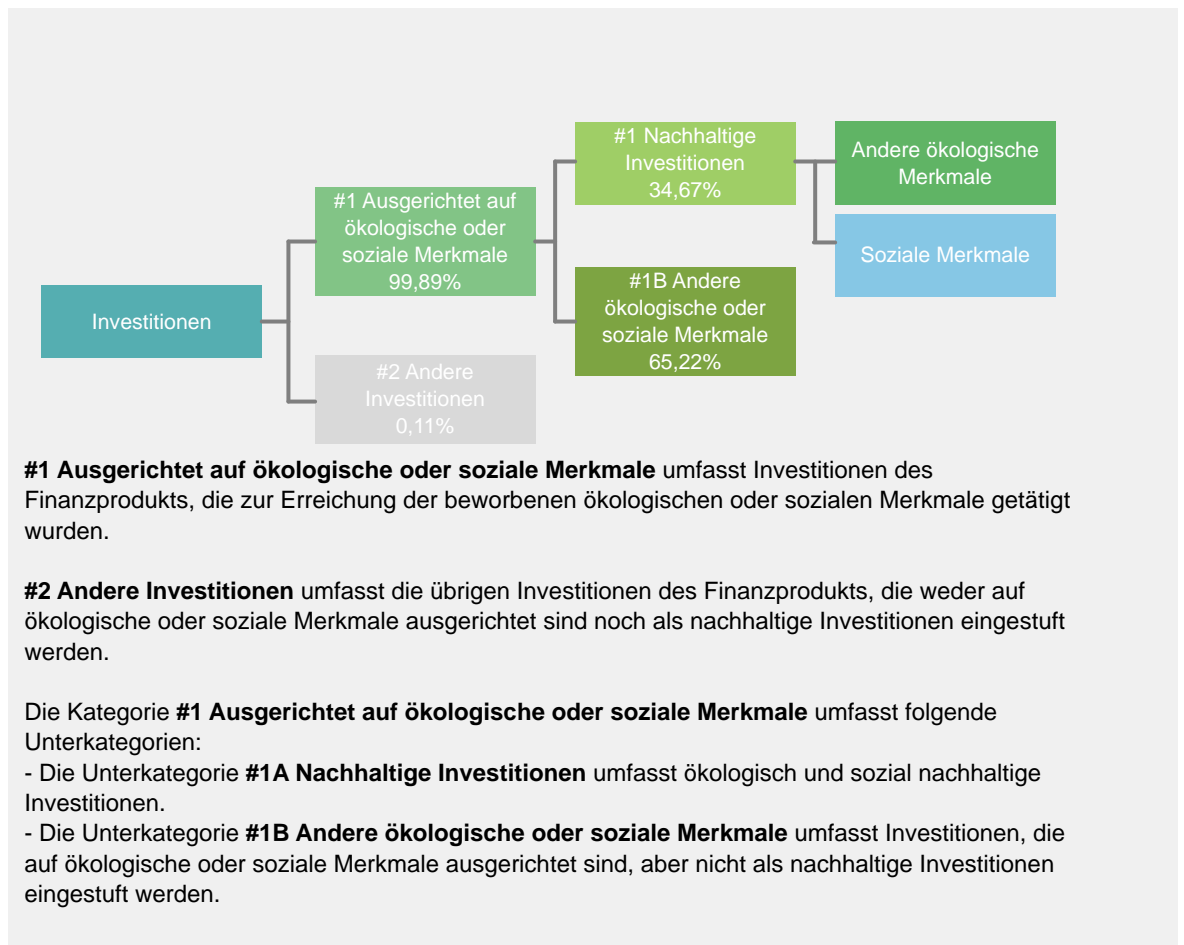 #1 Nachhaltige
Investitionen
34,67%
Andere ökologische
Merkmale
#1 Ausgerichtet auf
ökologische oder
soziale Merkmale
99,89%
Soziale Merkmale
#1B Andere
ökologische oder
soziale Merkmale
65,22%
Investitionen
#2 Andere
Investitionen
0,11%
#1 Ausgerichtet auf ökologische oder soziale Merkmale umfasst Investitionen des
Finanzprodukts, die zur Erreichung der beworbenen ökologischen oder sozialen Merkmale getätigt
wurden.
#2 Andere Investitionen umfasst die übrigen Investitionen des Finanzprodukts, die weder auf
ökologische oder soziale Merkmale ausgerichtet sind noch als nachhaltige Investitionen eingestuft
werden.
Die Kategorie #1 Ausgerichtet auf ökologische oder soziale Merkmale umfasst folgende
Unterkategorien:
- Die Unterkategorie #1A Nachhaltige Investitionen umfasst ökologisch und sozial nachhaltige
Investitionen.
- Die Unterkategorie #1B Andere ökologische oder soziale Merkmale umfasst Investitionen, die
auf ökologische oder soziale Merkmale ausgerichtet sind, aber nicht als nachhaltige Investitionen
eingestuft werden.